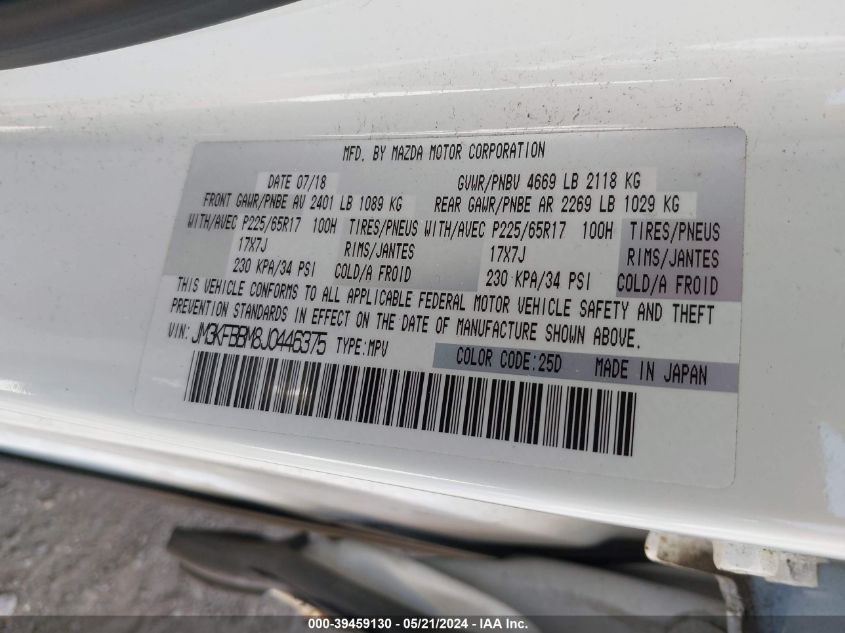 MFD. BY MAZDA MOTOR CORPORATION
DATE 07/18 GVWR/PNBV 4669 LB 2118 KG
FRONT GAWR/PNBE AV 2401 LB 1089 KG REAR GAWR/PNBE AR 2269 LB 1029 KG
WITH/AVEC P225/65R17 100H TIRES/PNEUS WITH/AVEC P225/65R17 100H TIRES/PNEUS
17X7J RIMS/JANTES 17X7J RIMS/JANTES
230 KPA/34 PSI COLD/A FROID 230 KPA/34 PSI COLD/A FROID
THIS VEHICLE CONFORMS TO ALL APPLICABLE FEDERAL MOTOR VEHICLE SAFETY AND THEFT
PREVENTION STANDARDS IN EFFECT ON THE DATE OF MANUFACTURE SHOWN ABOVE.
VIN: JM3KFBBM8J0446375 TYPE:MPV COLOR CODE:25D MADE IN JAPAN
000-39459130 - 05/21/2024 - IAAI.com